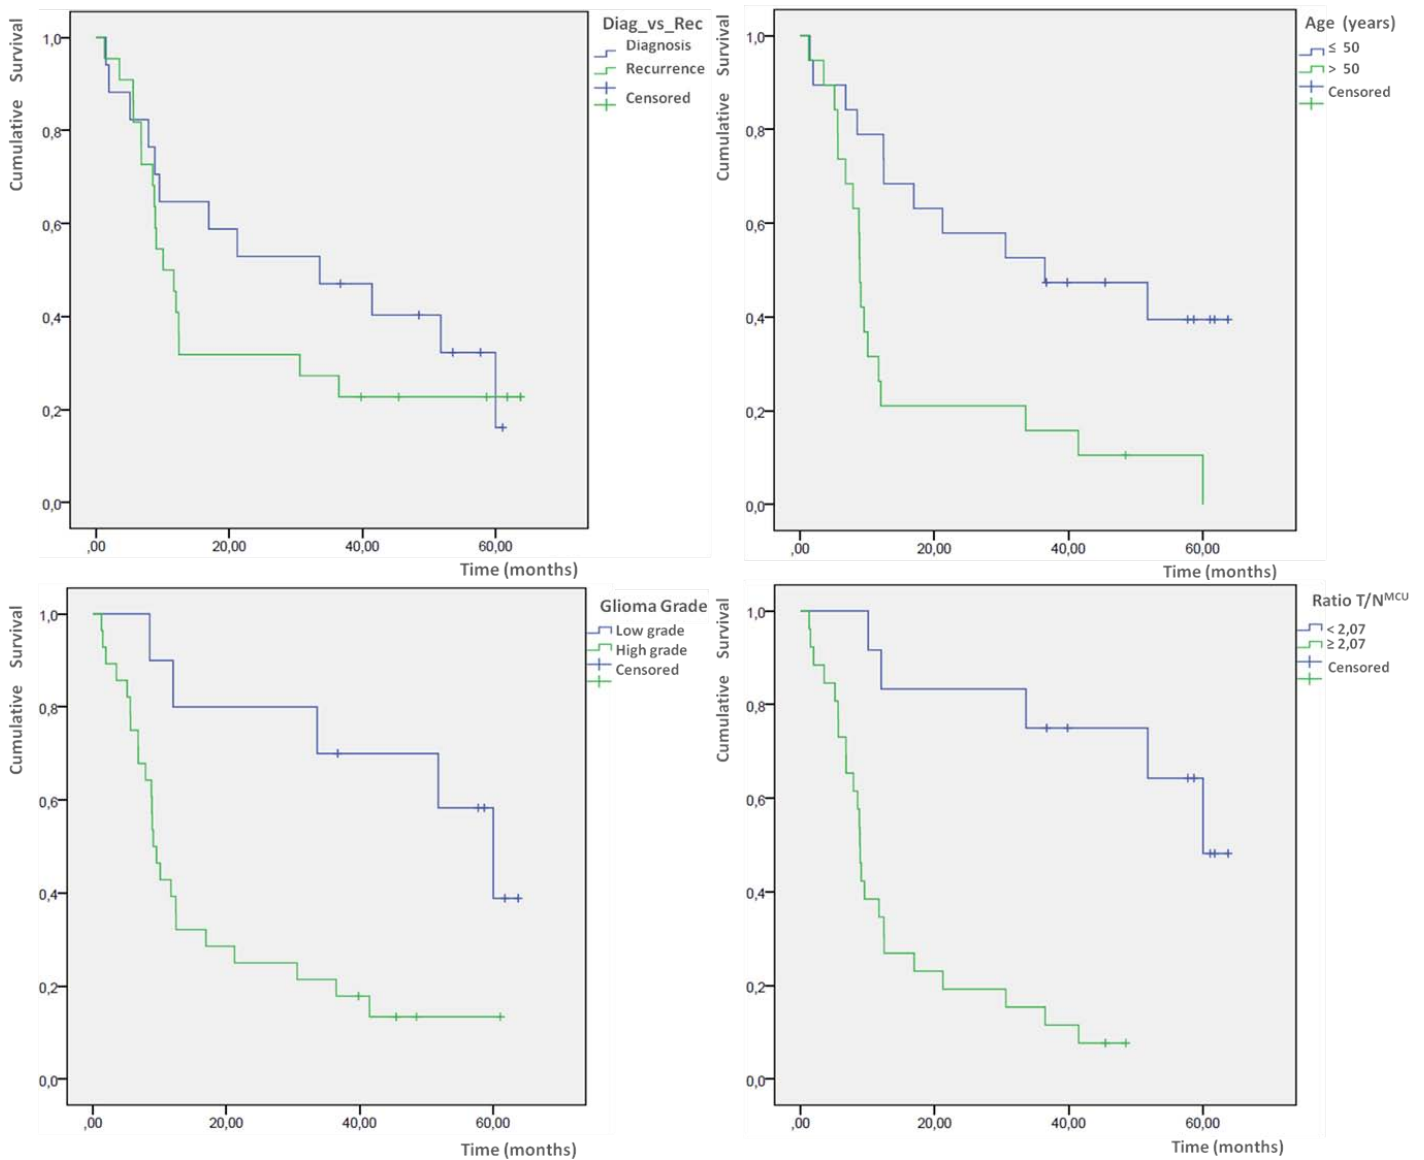 Cumulative Survival
1,0
0,8
0,6
0,4
0,2
0,0
,00 20,00 40,00 60,00
Time (months)
Diag_vs_Rec
Diagnosis
Recurrence
Censored
Cumulative Survival
1,0
0,8
0,6
0,4
0,2
0,0
,00 20,00 40,00 60,00
Time (months)
Age (years)
≤ 50
> 50
Censored
Cumulative Survival
1,0
0,8
0,6
0,4
0,2
0,0
,00 20,00 40,00 60,00
Time (months)
Glioma Grade
Low grade
High grade
Censored
Cumulative Survival
1,0
0,8
0,6
0,4
0,2
0,0
,00 20,00 40,00 60,00
Time (months)
Ratio T/N^MCU
< 2,07
≥ 2,07
Censored